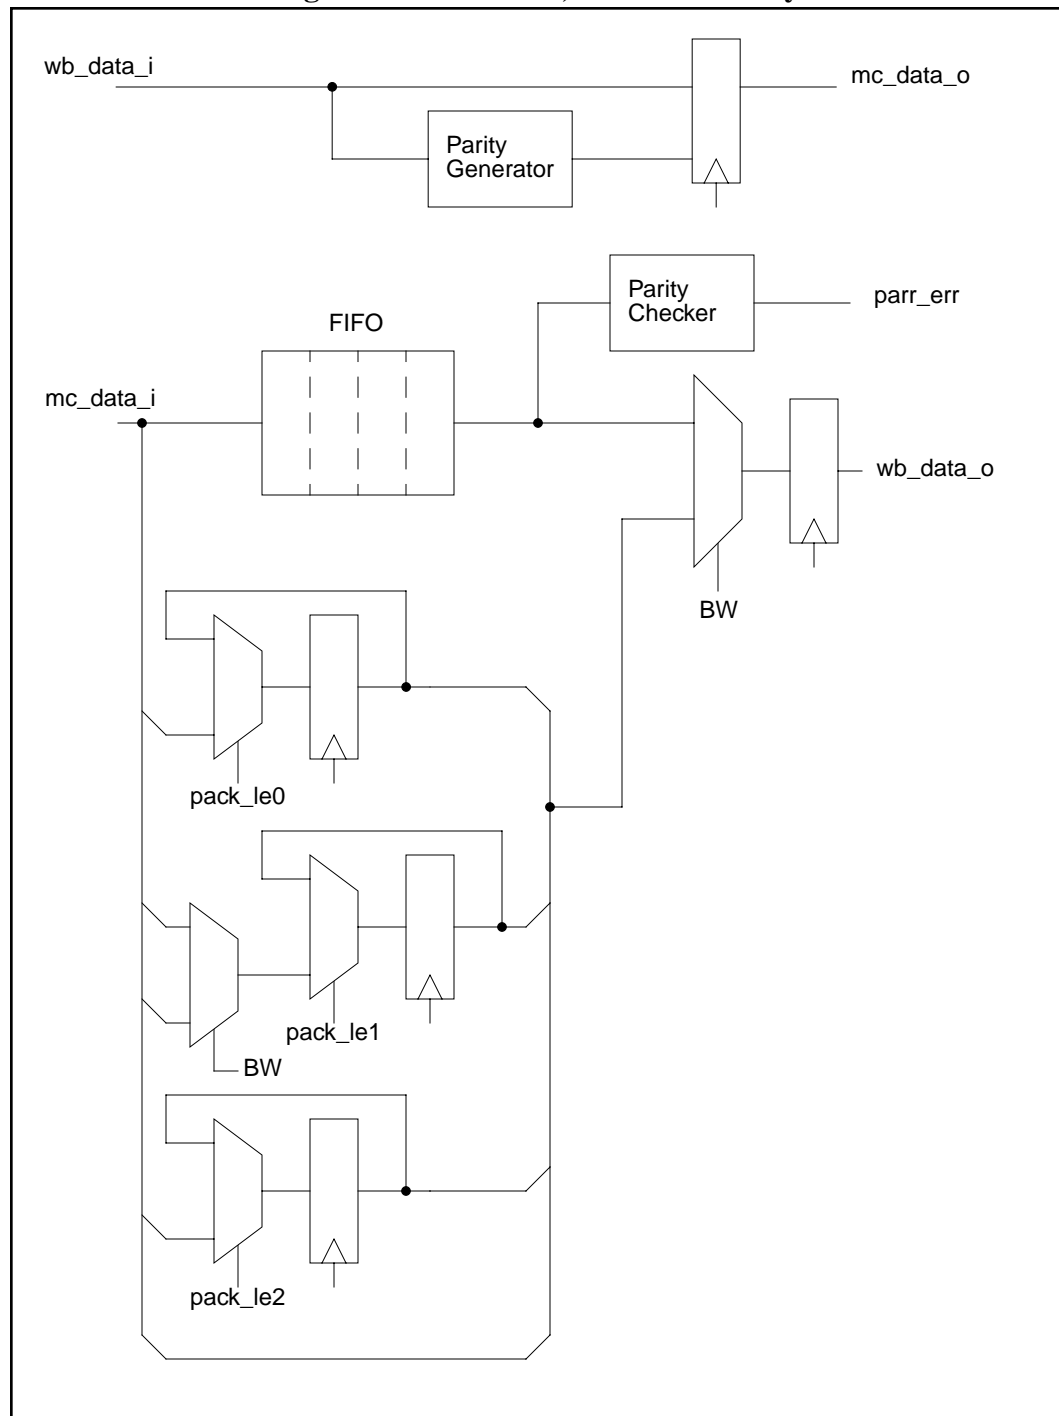 wb_data_i
mc_data_o
Parity
Generator
Parity
Checker
parr_err
FIFO
mc_data_i
wb_data_o
BW
pack_le0
pack_le1
BW
pack_le2